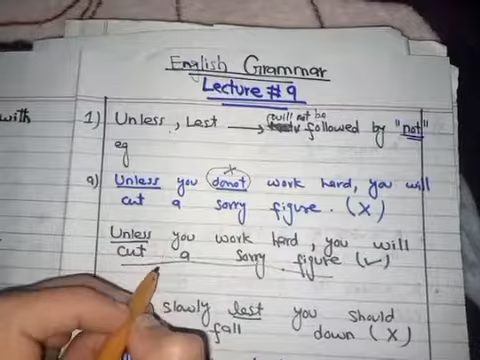 English Grammar
Lecture # 9
with
1) Unless, Lest → will not be followed by "not"
eg
a) Unless you donot work hard, you will
cut a sorry figure. (X)
Unless you work hard, you will
cut a sorry figure (✓)
slowly lest you should
fall down (X)